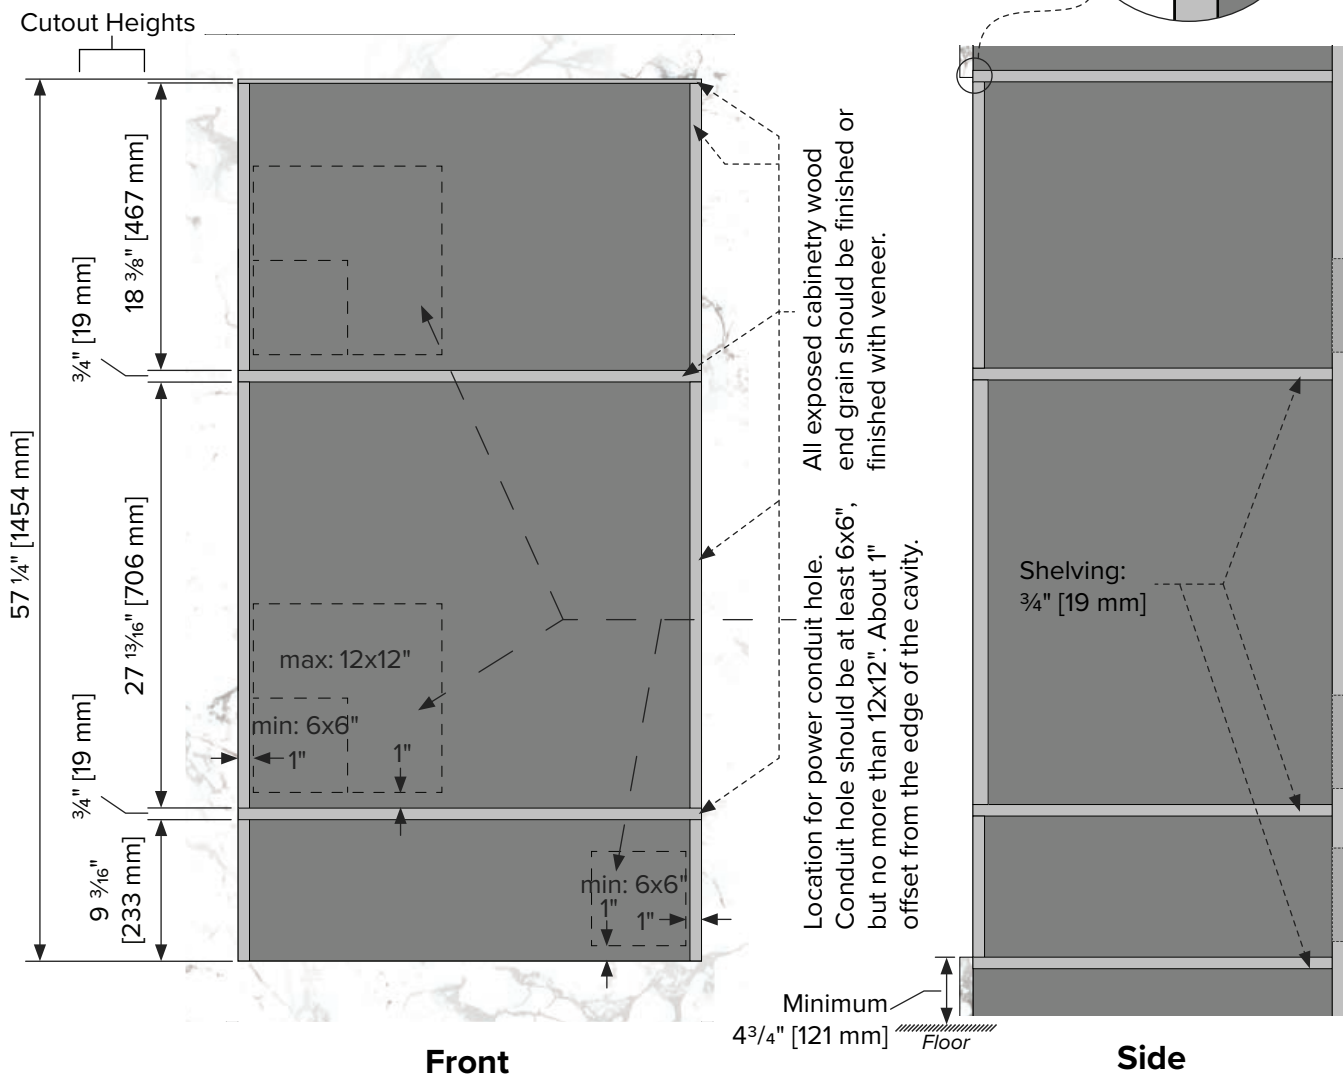 Cutout Heights
57 ¼" [1454 mm]
18 ⅜" [467 mm]
¾" [19 mm]
27 ¹³⁄₁₆" [706 mm]
¾" [19 mm]
9 ³⁄₁₆"
[233 mm]
max: 12x12"
min: 6x6"
1"
1"
min: 6x6"
1"
1"
All exposed cabinetry wood
end grain should be finished or
finished with veneer.
Location for power conduit hole.
Conduit hole should be at least 6x6",
but no more than 12x12". About 1"
offset from the edge of the cavity.
Shelving:
¾" [19 mm]
Minimum
4³/₄" [121 mm]
Floor
Front
Side